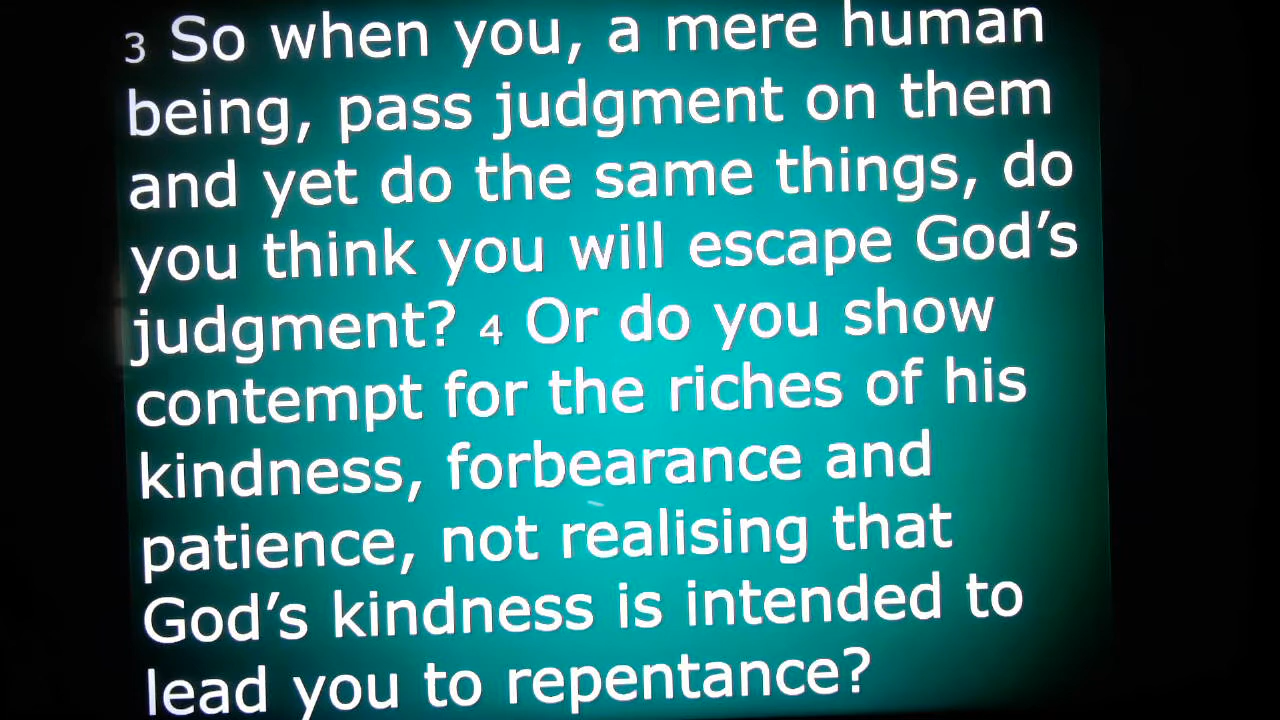 3 So when you, a mere human
being, pass judgment on them
and yet do the same things, do
you think you will escape God’s
judgment? 4 Or do you show
contempt for the riches of his
kindness, forbearance and
patience, not realising that
God’s kindness is intended to
lead you to repentance?